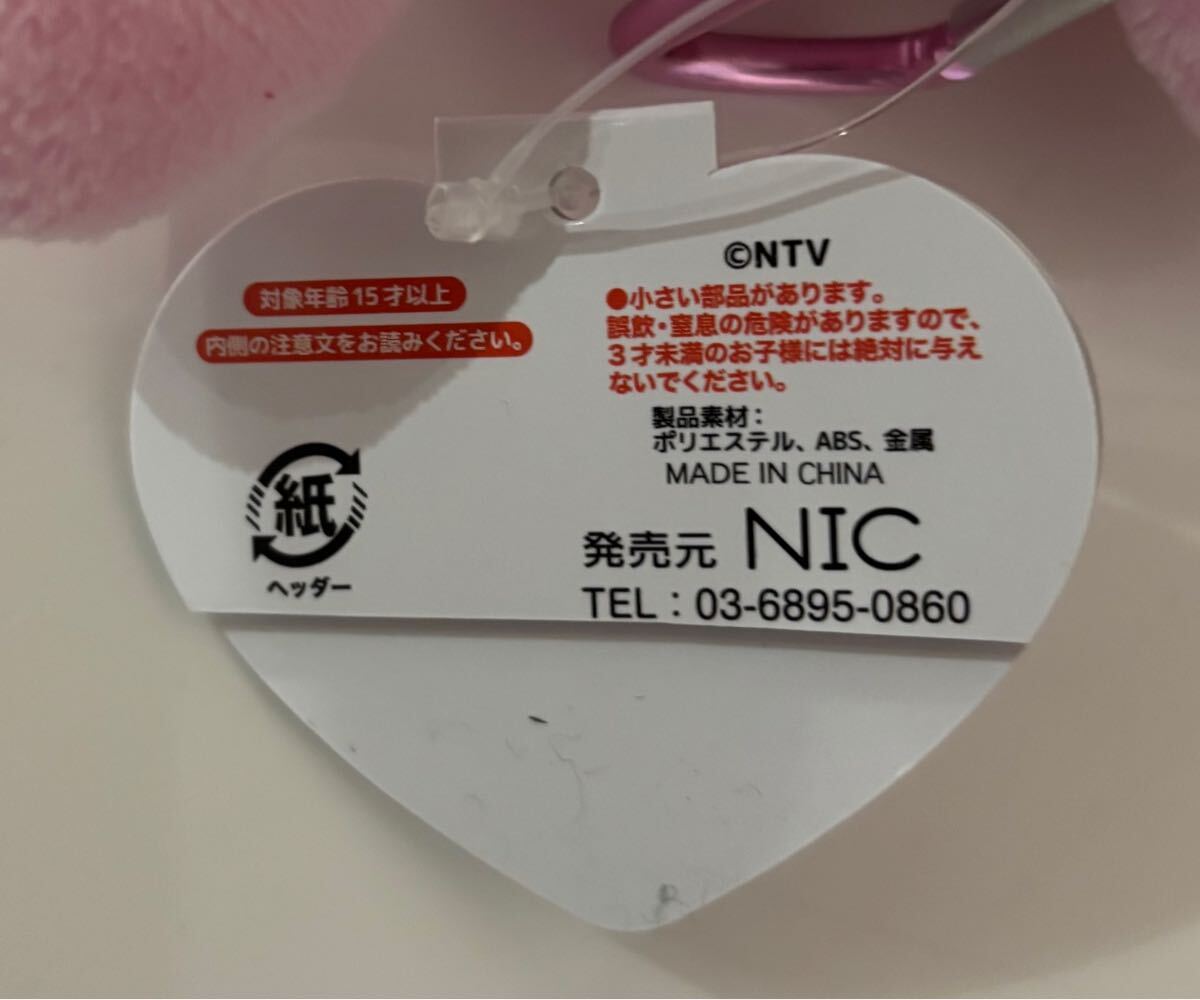 対象年齢15才以上
内側の注意文をお読みください。
紙
ヘッダー
©NTV
●小さい部品があります。
誤飲・窒息の危険がありますので、
3才未満のお子様には絶対に与え
ないでください。
製品素材：
ポリエステル、ABS、金属
MADE IN CHINA
発売元 NIC
TEL：03-6895-0860